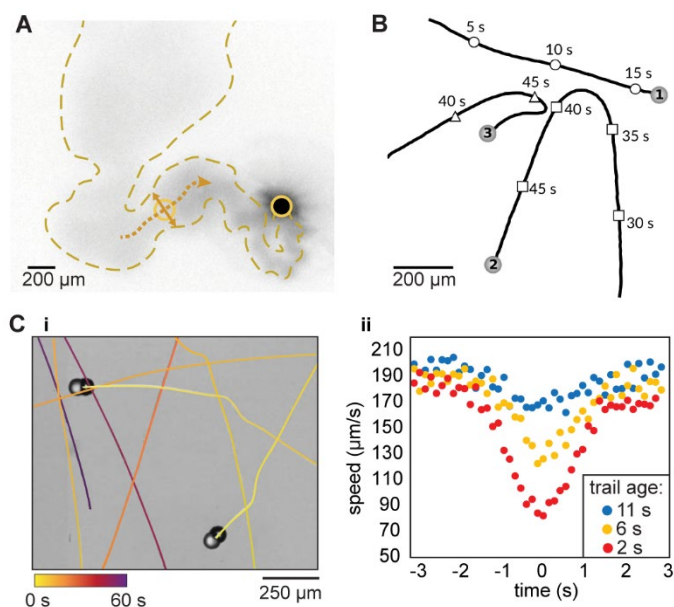 A
200 μm
B
5 s
10 s
15 s
1
40 s
45 s
3
40 s
35 s
45 s
30 s
2
200 μm
C i
0 s 60 s
250 μm
ii
speed (μm/s)
210
190
170
150
130
110
90
70
50
trail age:
11 s
6 s
2 s
-3 -2 -1 0 1 2 3
time (s)